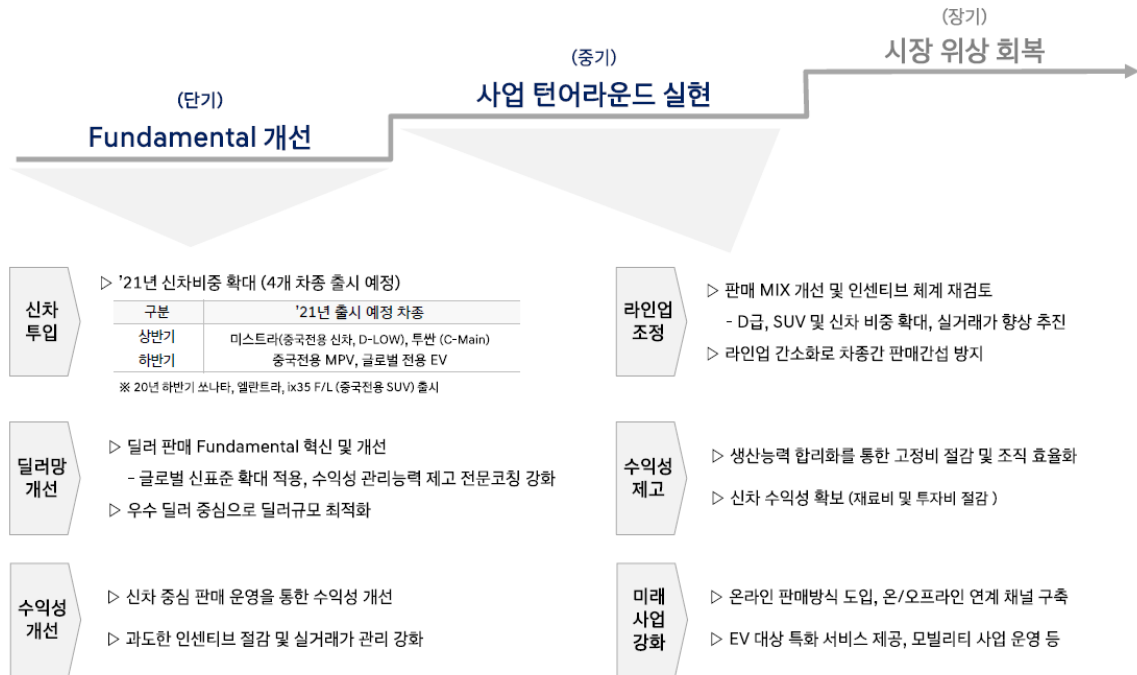 (장기)
시장 위상 회복
(중기)
사업 턴어라운드 실현
(단기)
Fundamental 개선
신차
투입
▷ '21년 신차비중 확대 (4개 차종 출시 예정)
구분 '21년 출시 예정 차종
상반기 미스트라(중국전용 신차, D-LOW), 투싼 (C-Main)
하반기 중국전용 MPV, 글로벌 전용 EV
※ 20년 하반기 쏘나타, 엘란트라, ix35 F/L (중국전용 SUV) 출시
딜러망
개선
▷ 딜러 판매 Fundamental 혁신 및 개선
– 글로벌 신표준 확대 적용, 수익성 관리능력 제고 전문코칭 강화
▷ 우수 딜러 중심으로 딜러규모 최적화
수익성
개선
▷ 신차 중심 판매 운영을 통한 수익성 개선
▷ 과도한 인센티브 절감 및 실거래가 관리 강화
라인업
조정
▷ 판매 MIX 개선 및 인센티브 체계 재검토
- D급, SUV 및 신차 비중 확대, 실거래가 향상 추진
▷ 라인업 간소화로 차종간 판매간섭 방지
수익성
제고
▷ 생산능력 합리화를 통한 고정비 절감 및 조직 효율화
▷ 신차 수익성 확보 (재료비 및 투자비 절감 )
미래
사업
강화
▷ 온라인 판매방식 도입, 온/오프라인 연계 채널 구축
▷ EV 대상 특화 서비스 제공, 모빌리티 사업 운영 등